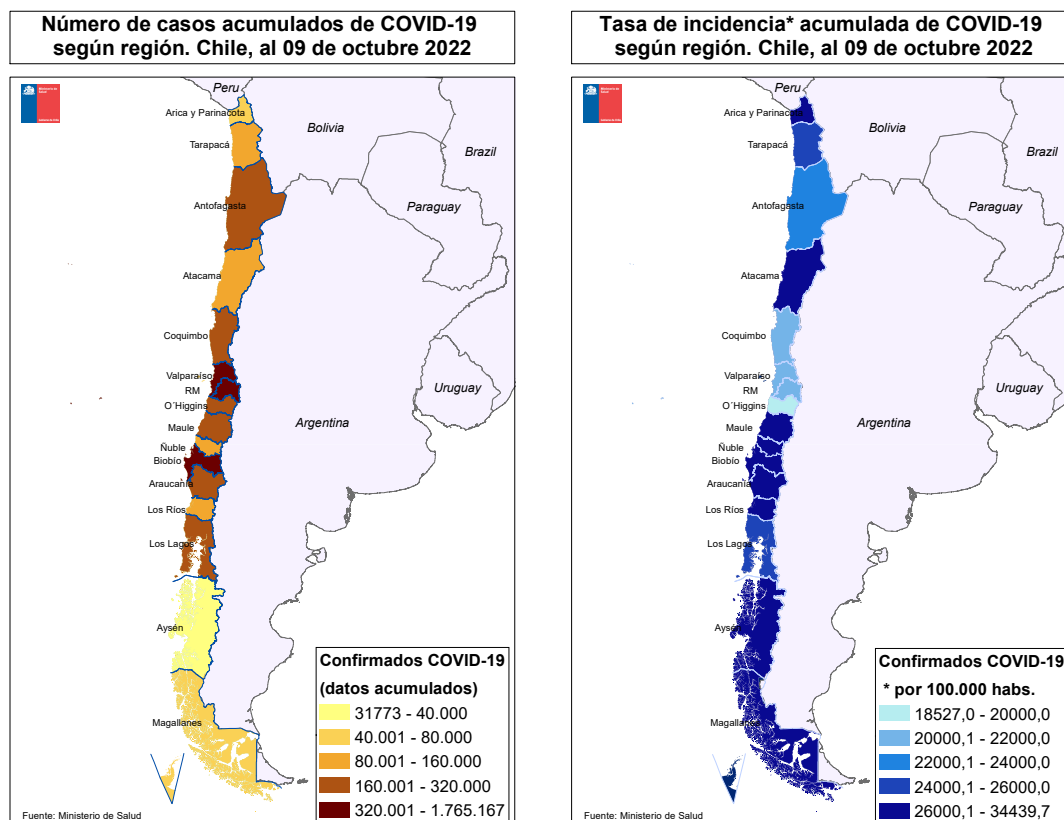 Número de casos acumulados de COVID-19
según región. Chile, al 09 de octubre 2022
Ministerio de
Salud
Peru
Arica y Parinacota
Bolivia
Tarapacá
Brazil
Antofagasta
Paraguay
Atacama
Coquimbo
Valparaíso
RM
Uruguay
O´Higgins
Argentina
Maule
Ñuble
Biobío
Araucanía
Los Ríos
Los Lagos
Aysén
Magallanes
Confirmados COVID-19
(datos acumulados)
31773 - 40.000
40.001 - 80.000
80.001 - 160.000
160.001 - 320.000
320.001 - 1.765.167
Fuente: Ministerio de Salud
Tasa de incidencia* acumulada de COVID-19
según región. Chile, al 09 de octubre 2022
Ministerio de
Salud
Peru
Arica y Parinacota
Bolivia
Tarapacá
Brazil
Antofagasta
Paraguay
Atacama
Coquimbo
Valparaíso
RM
Uruguay
O´Higgins
Argentina
Maule
Ñuble
Biobío
Araucanía
Los Ríos
Los Lagos
Aysén
Magallanes
Confirmados COVID-19
* por 100.000 habs.
18527,0 - 20000,0
20000,1 - 22000,0
22000,1 - 24000,0
24000,1 - 26000,0
26000,1 - 34439,7
Fuente: Ministerio de Salud